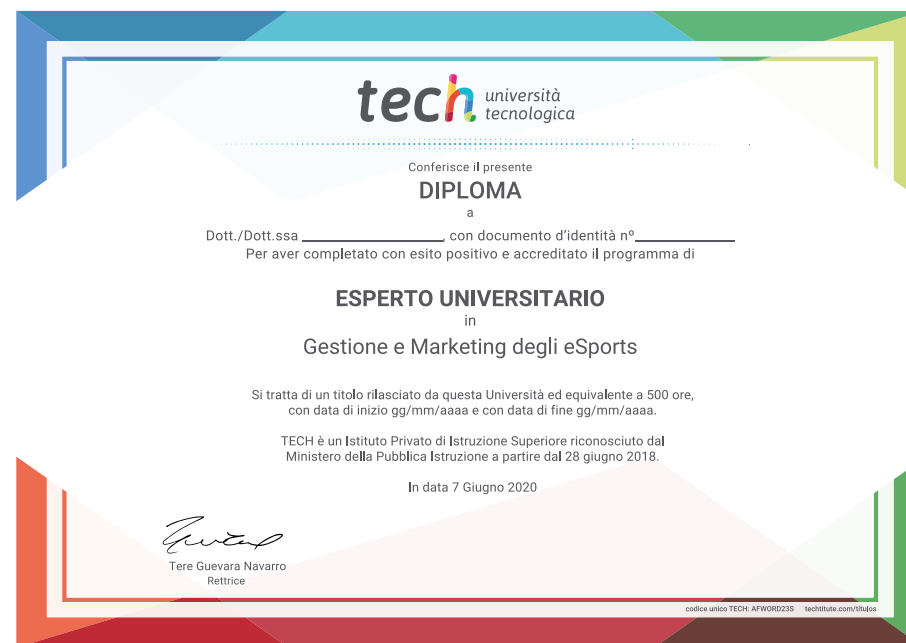 tech università
tecnologica
Conferisce il presente
DIPLOMA
a
Dott./Dott.ssa ______________, con documento d'identità nº__________
Per aver completato con esito positivo e accreditato il programma di
ESPERTO UNIVERSITARIO
in
Gestione e Marketing degli eSports
Si tratta di un titolo rilasciato da questa Università ed equivalente a 500 ore,
con data di inizio gg/mm/aaaa e con data di fine gg/mm/aaaa.
TECH è un Istituto Privato di Istruzione Superiore riconosciuto dal
Ministero della Pubblica Istruzione a partire dal 28 giugno 2018.
In data 7 Giugno 2020
Tere Guevara Navarro
Rettrice
codice unico TECH: AFWORD23S techtitute.com/titulos